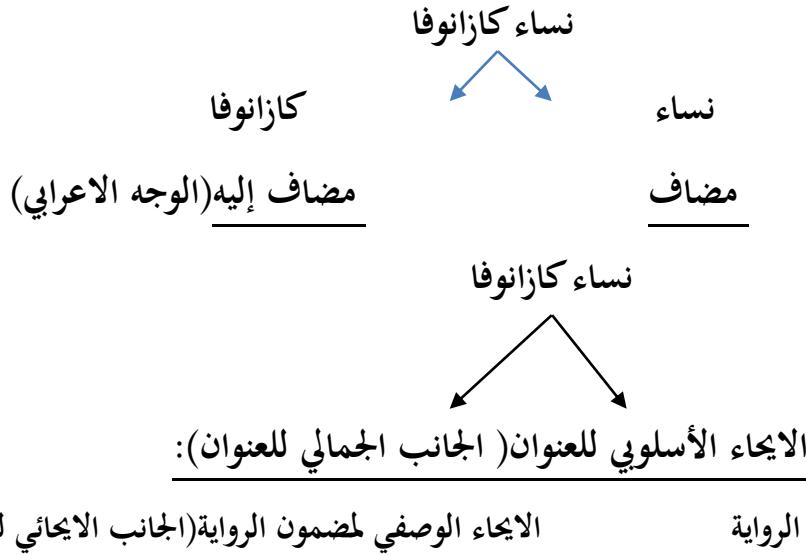 نساء كازانوفا
نساء كازانوفا
مضاف مضاف إليه(الوجه الاعرابي)
نساء كازانوفا
الايحاء الأسلوبي للعنوان( الجانب الجمالي للعنوان):
الرواية الايحاء الوصفي لمضمون الرواية(الجانب الايحائي